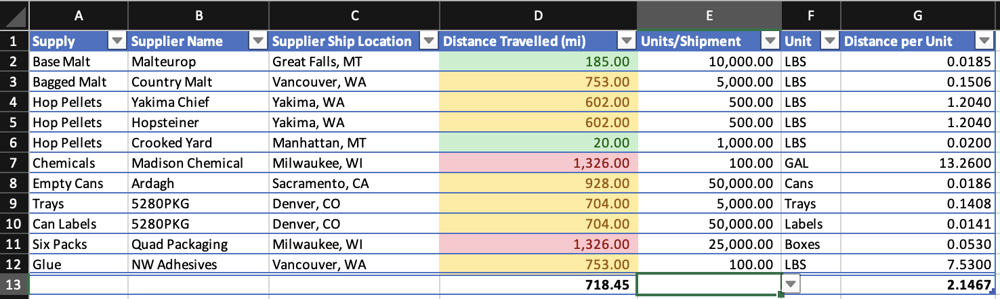 A B C D E F G
1 Supply Supplier Name Supplier Ship Location Distance Travelled (mi) Units/Shipment Unit Distance per Unit
2 Base Malt Malteurop Great Falls, MT 185.00 10,000.00 LBS 0.0185
3 Bagged Malt Country Malt Vancouver, WA 753.00 5,000.00 LBS 0.1506
4 Hop Pellets Yakima Chief Yakima, WA 602.00 500.00 LBS 1.2040
5 Hop Pellets Hopsteiner Yakima, WA 602.00 500.00 LBS 1.2040
6 Hop Pellets Crooked Yard Manhattan, MT 20.00 1,000.00 LBS 0.0200
7 Chemicals Madison Chemical Milwaukee, WI 1,326.00 100.00 GAL 13.2600
8 Empty Cans Ardagh Sacramento, CA 928.00 50,000.00 Cans 0.0186
9 Trays 5280PKG Denver, CO 704.00 5,000.00 Trays 0.1408
10 Can Labels 5280PKG Denver, CO 704.00 50,000.00 Labels 0.0141
11 Six Packs Quad Packaging Milwaukee, WI 1,326.00 25,000.00 Boxes 0.0530
12 Glue NW Adhesives Vancouver, WA 753.00 100.00 LBS 7.5300
13 718.45 2.1467